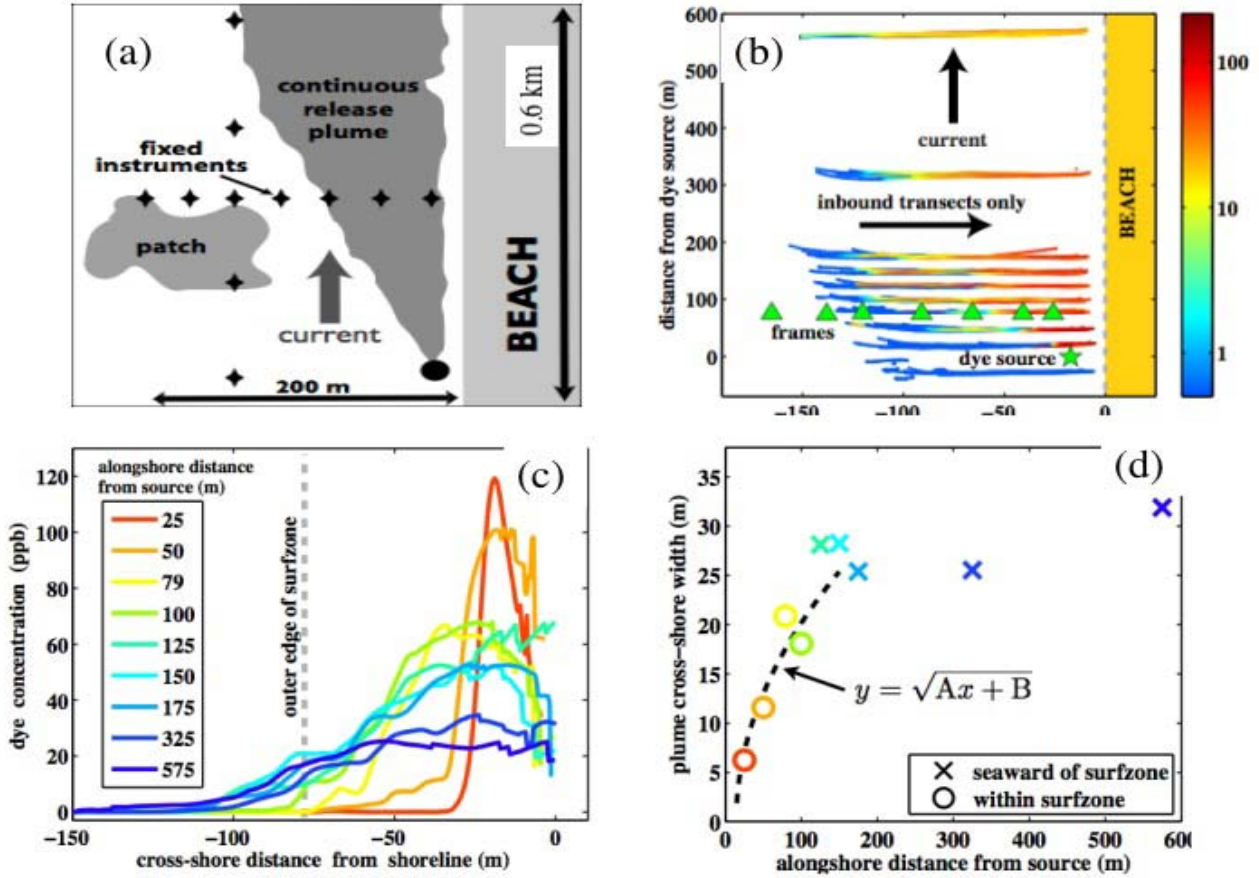 (a)
continuous
release
plume
fixed
instruments
patch
current
200 m
BEACH
0.6 km
(b)
600
500
400
300
200
100
0
distance from dye source (m)
current
inbound transects only
frames
dye source
BEACH
−150
−100
−50
0
100
10
1
(c)
120
100
80
60
40
20
0
dye concentration (ppb)
alongshore distance
from source (m)
25
50
79
100
125
150
175
325
575
outer edge of surfzone
−150
−100
−50
0
cross−shore distance from shoreline (m)
(d)
35
30
25
20
15
10
5
0
plume cross−shore width (m)
y = √Ax + B
seaward of surfzone
within surfzone
0
100
200
300
400
500
alongshore distance from source (m)